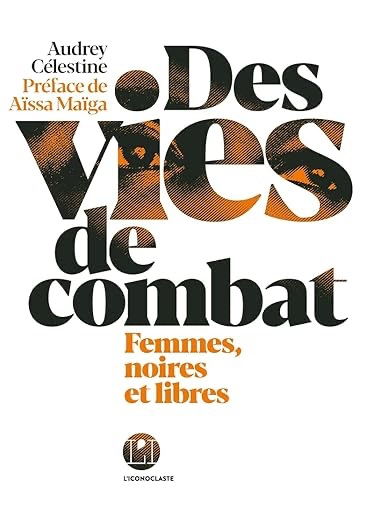 Audrey
Célestine
Préface de
Aïssa Maïga
Des
vies
de
combat
Femmes,
noires
et libres
L'I
L'ICONOCLASTE